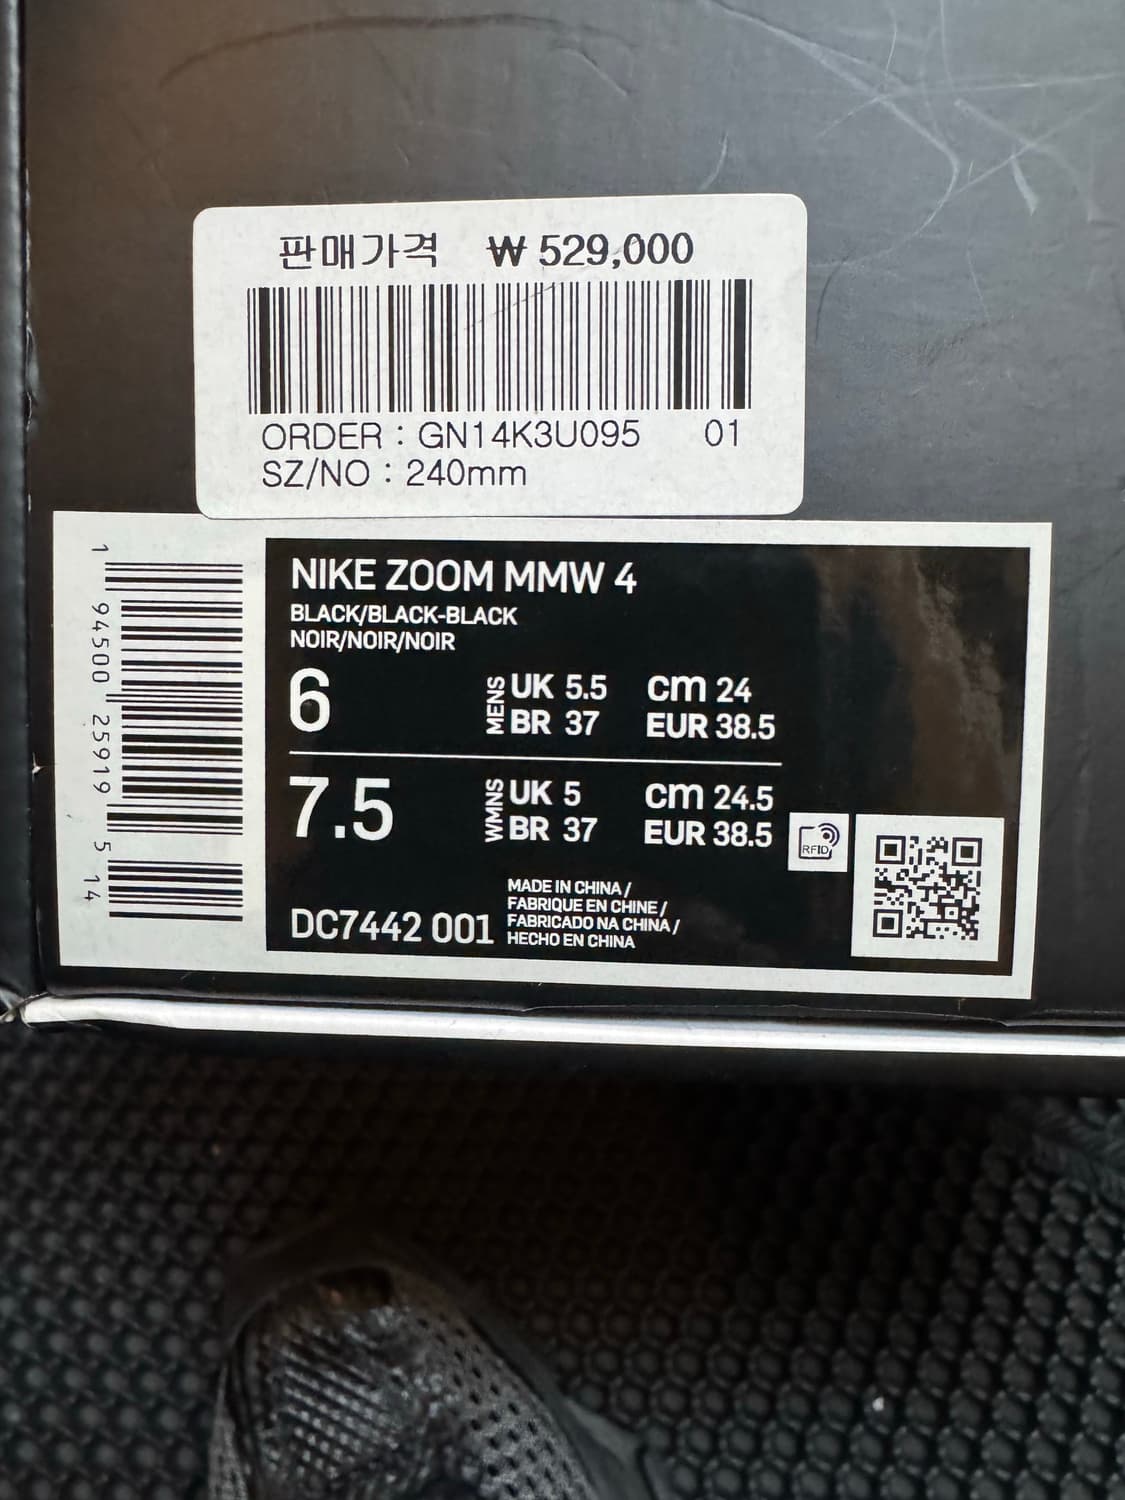 판매가격 ₩ 529,000
ORDER : GN14K3U095 01
SZ/NO : 240mm
1 94500 25919 5 14
NIKE ZOOM MMW 4
BLACK/BLACK-BLACK
NOIR/NOIR/NOIR
6 MENS UK 5.5 cm 24
BR 37 EUR 38.5
7.5 WMNS UK 5 cm 24.5
BR 37 EUR 38.5
RFID
MADE IN CHINA /
FABRIQUE EN CHINE /
FABRICADO NA CHINA /
HECHO EN CHINA
DC7442 001